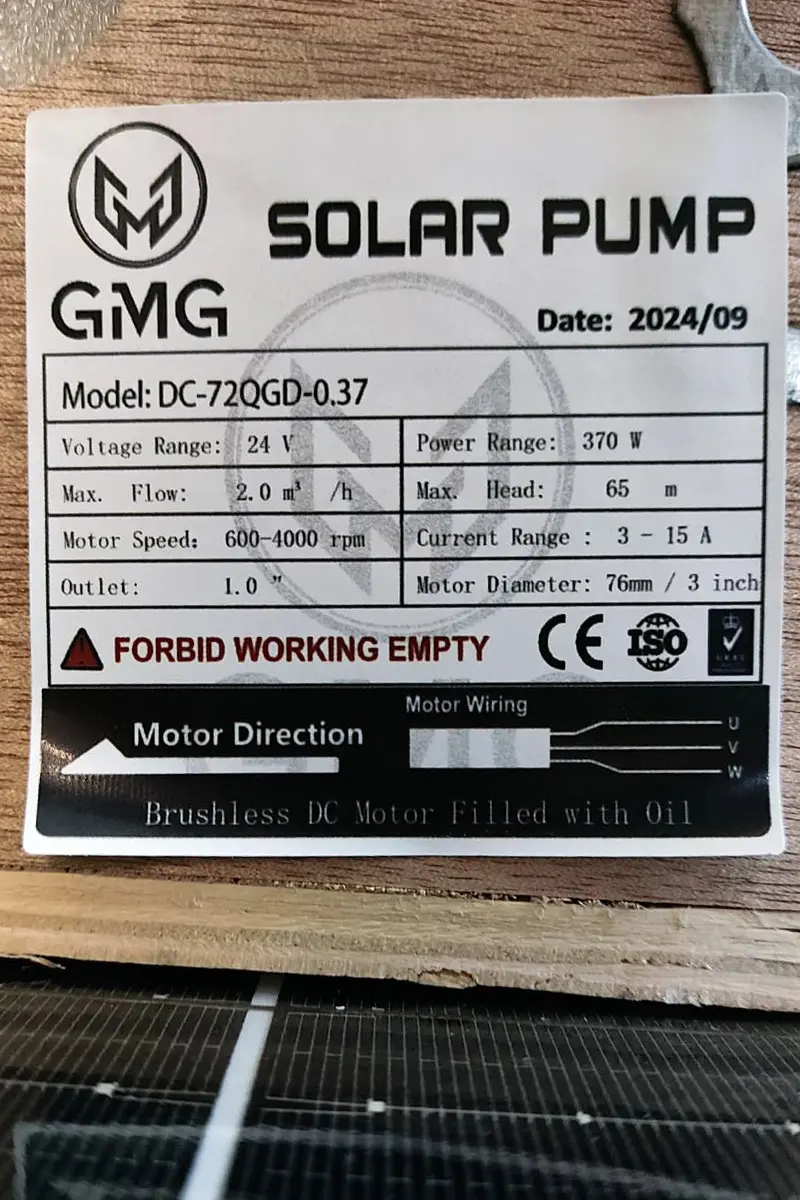 SOLAR PUMP
GMG
Date: 2024/09
Model: DC-72QGD-0.37
Voltage Range: 24 V
Power Range: 370 W
Max. Flow: 2.0 m³ /h
Max. Head: 65 m
Motor Speed: 600-4000 rpm
Current Range : 3 - 15 A
Outlet: 1.0 "
Motor Diameter: 76mm / 3 inch
FORBID WORKING EMPTY
CE
ISO
UKAS
Motor Wiring
Motor Direction
U
V
W
Brushless DC Motor Filled with Oil